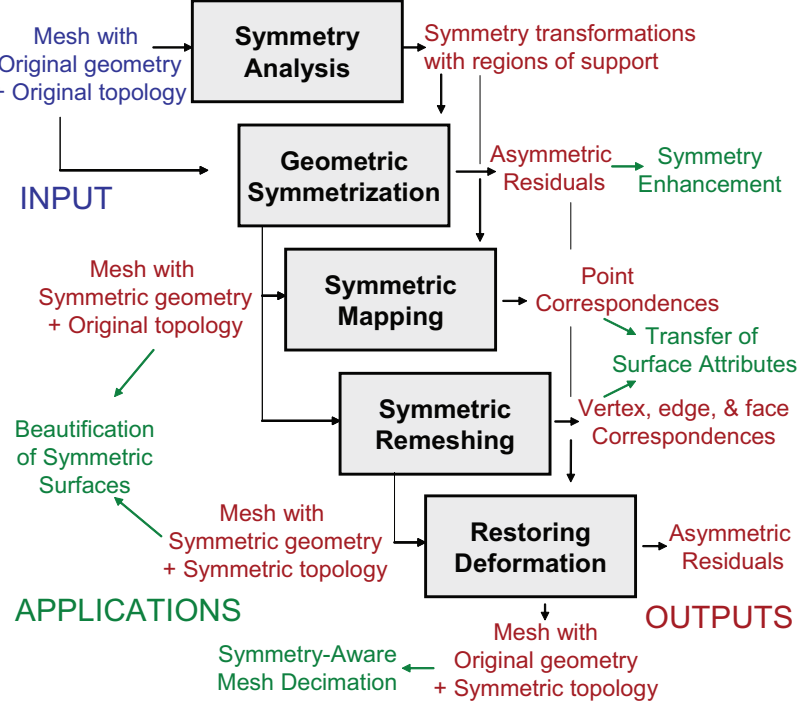 Mesh with
Original geometry
+ Original topology
Symmetry
Analysis
Symmetry transformations
with regions of support
INPUT
Geometric
Symmetrization
Asymmetric
Residuals
Symmetry
Enhancement
Mesh with
Symmetric geometry
+ Original topology
Symmetric
Mapping
Point
Correspondences
Transfer of
Surface Attributes
Beautification
of Symmetric
Surfaces
Symmetric
Remeshing
Vertex, edge, & face
Correspondences
Mesh with
Symmetric geometry
+ Symmetric topology
Restoring
Deformation
Asymmetric
Residuals
APPLICATIONS
OUTPUTS
Symmetry-Aware
Mesh Decimation
Mesh with
Original geometry
+ Symmetric topology